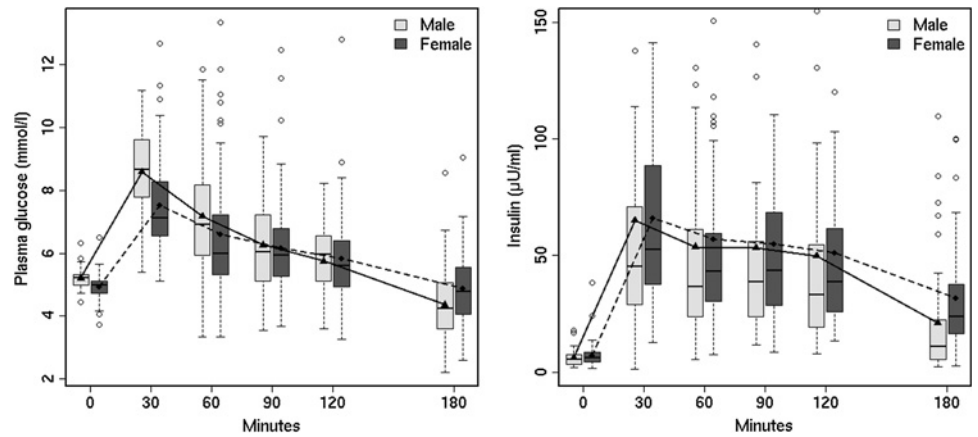 Male
Female
12
10
8
6
4
2
Plasma glucose (mmol/l)
0 30 60 90 120 180
Minutes
Male
Female
150
100
50
0
Insulin (µU/ml)
0 30 60 90 120 180
Minutes